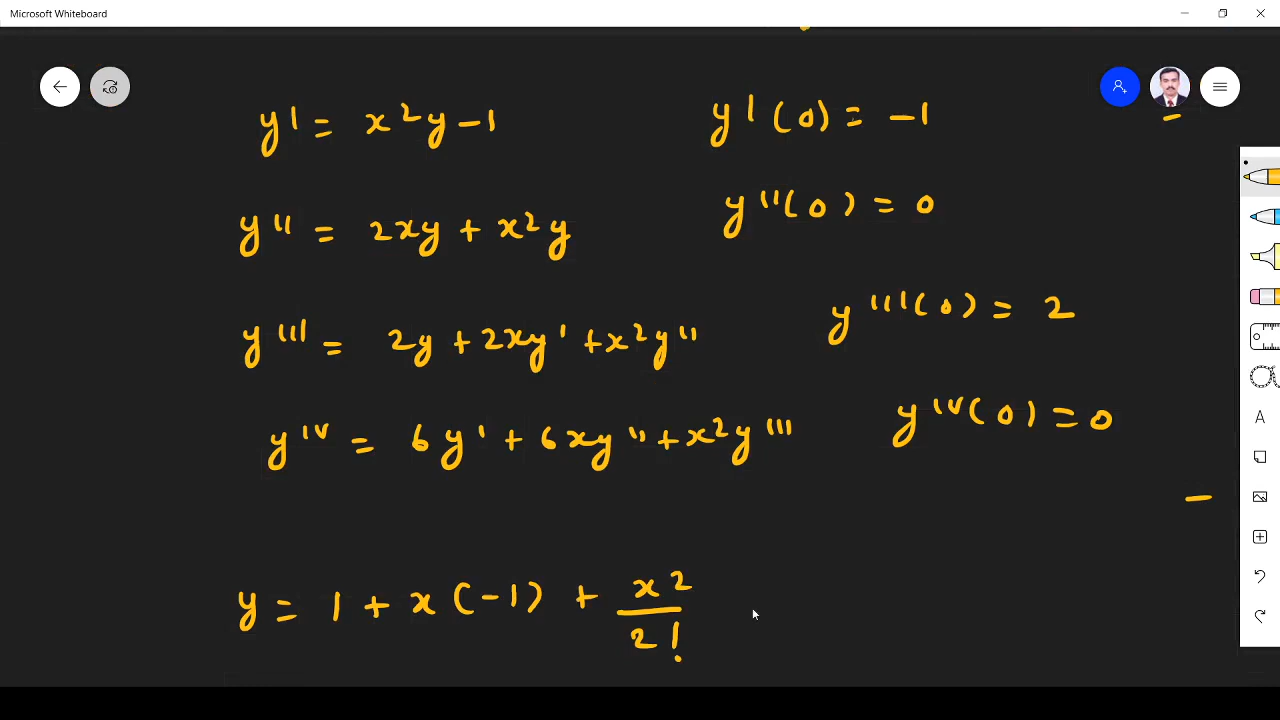 Microsoft Whiteboard
y' = x²y - 1 y'(0) = -1
y'' = 2xy + x²y y''(0) = 0
y''' = 2y + 2xy' + x²y'' y'''(0) = 2
y'ᵛ = 6y' + 6xy'' + x²y''' y'ᵛ(0) = 0
y = 1 + x(-1) + x²/2!
A